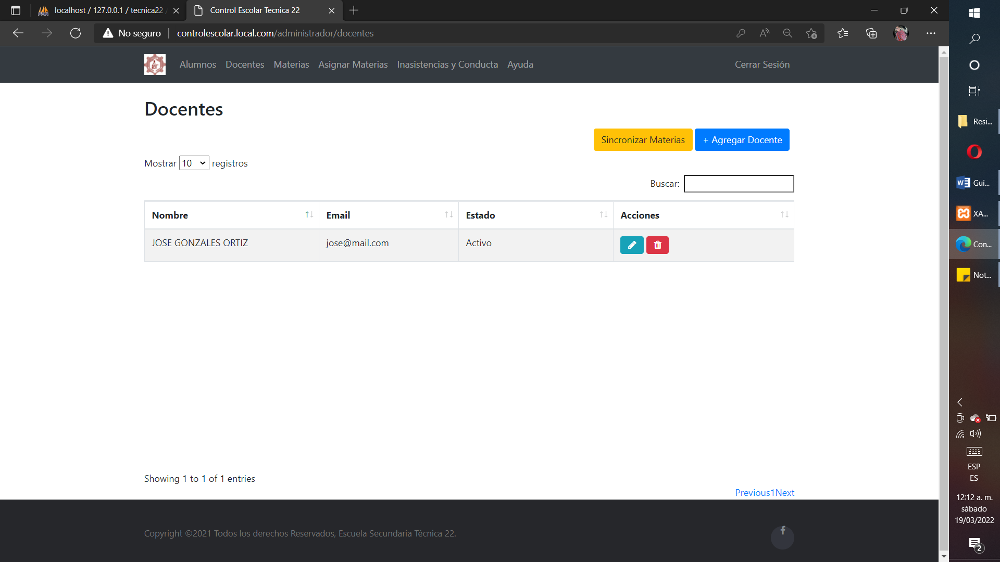 localhost / 127.0.0.1 / tecnica22 /
Control Escolar Tecnica 22
No seguro
controlescolar.local.com/administrador/docentes
Alumnos Docentes Materias Asignar Materias Inasistencias y Conducta Ayuda Cerrar Sesión
Docentes
Sincronizar Materias + Agregar Docente
Mostrar 10 registros
Buscar:
Nombre Email Estado Acciones
JOSE GONZALES ORTIZ jose@mail.com Activo
Showing 1 to 1 of 1 entries
Previous1Next
Copyright ©2021 Todos los derechos Reservados, Escuela Secundaria Técnica 22.
Resi...
Gui...
XA...
Con...
Not...
ESP
ES
12:12 a. m.
sábado
19/03/2022
2